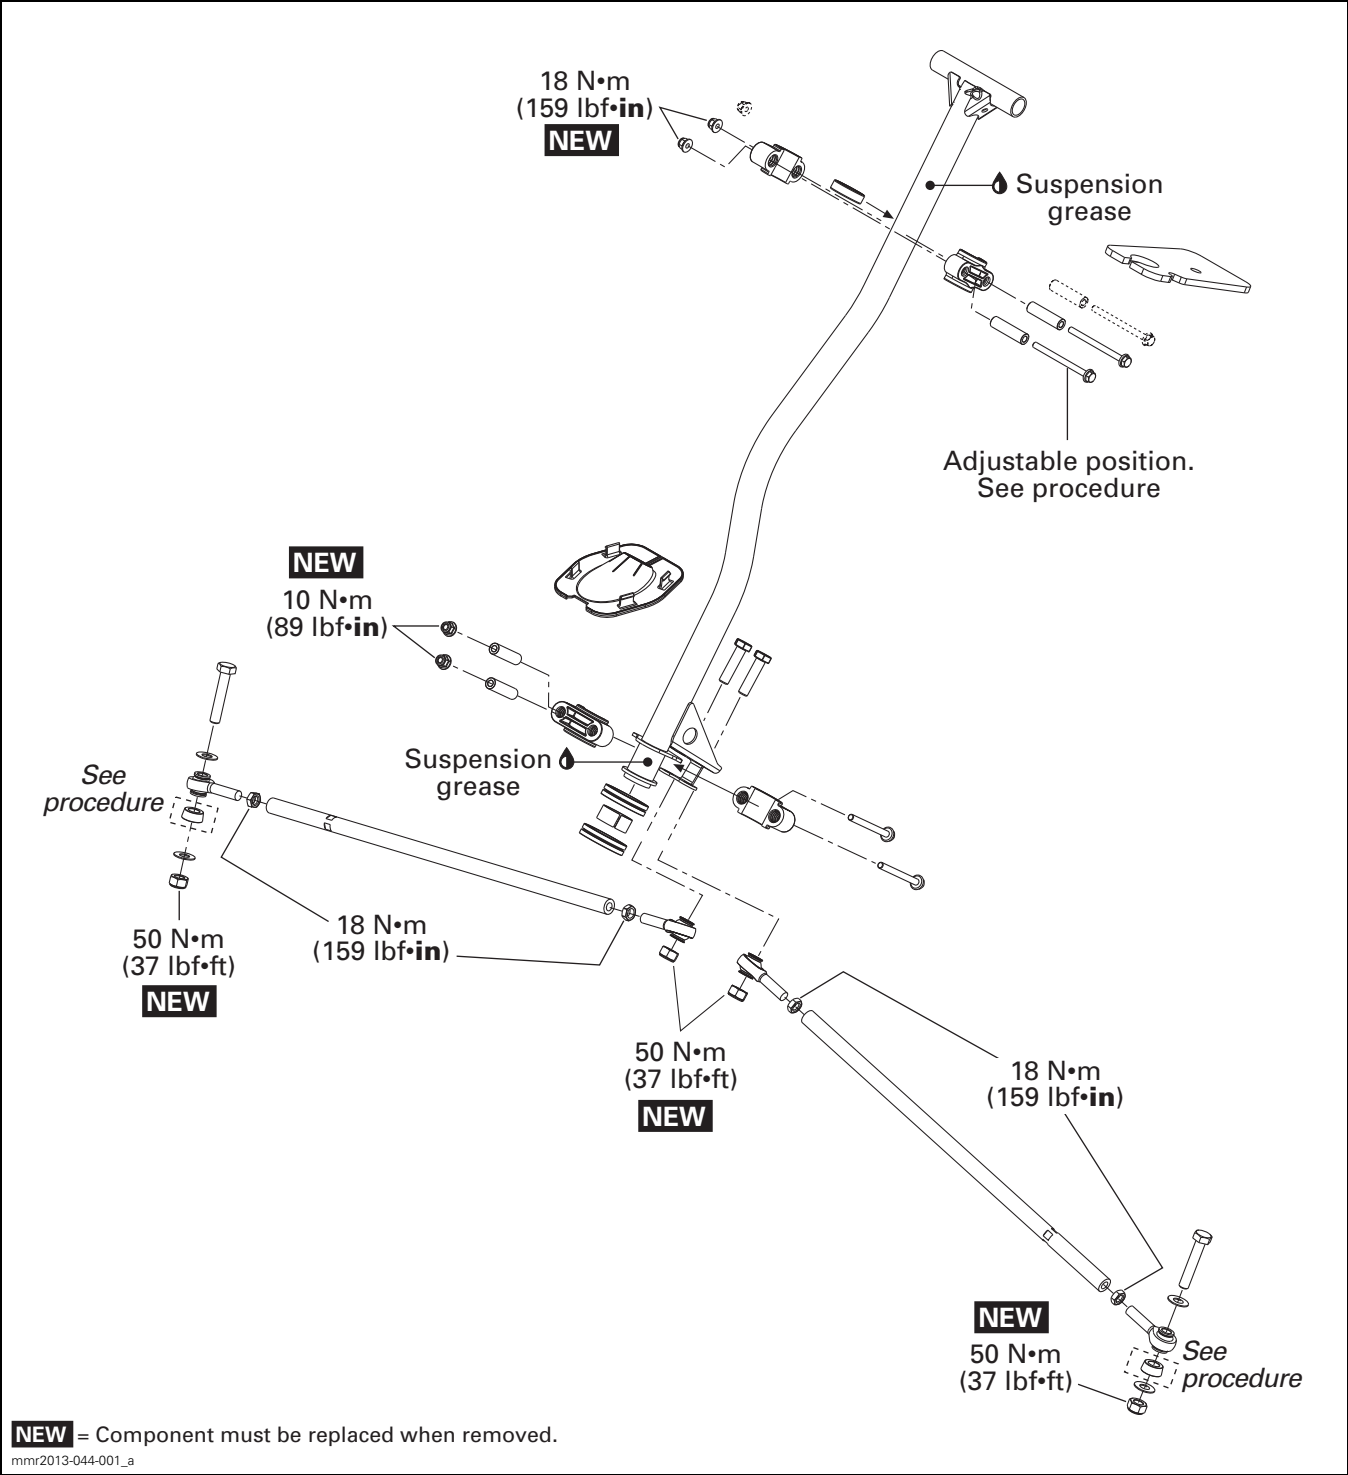 18 N•m
(159 lbf•in)
NEW
Suspension
grease
Adjustable position.
See procedure
NEW
10 N•m
(89 lbf•in)
Suspension
grease
See
procedure
18 N•m
(159 lbf•in)
50 N•m
(37 lbf•ft)
NEW
50 N•m
(37 lbf•ft)
NEW
18 N•m
(159 lbf•in)
NEW
50 N•m
(37 lbf•ft)
See
procedure
NEW = Component must be replaced when removed.
mmr2013-044-001_a